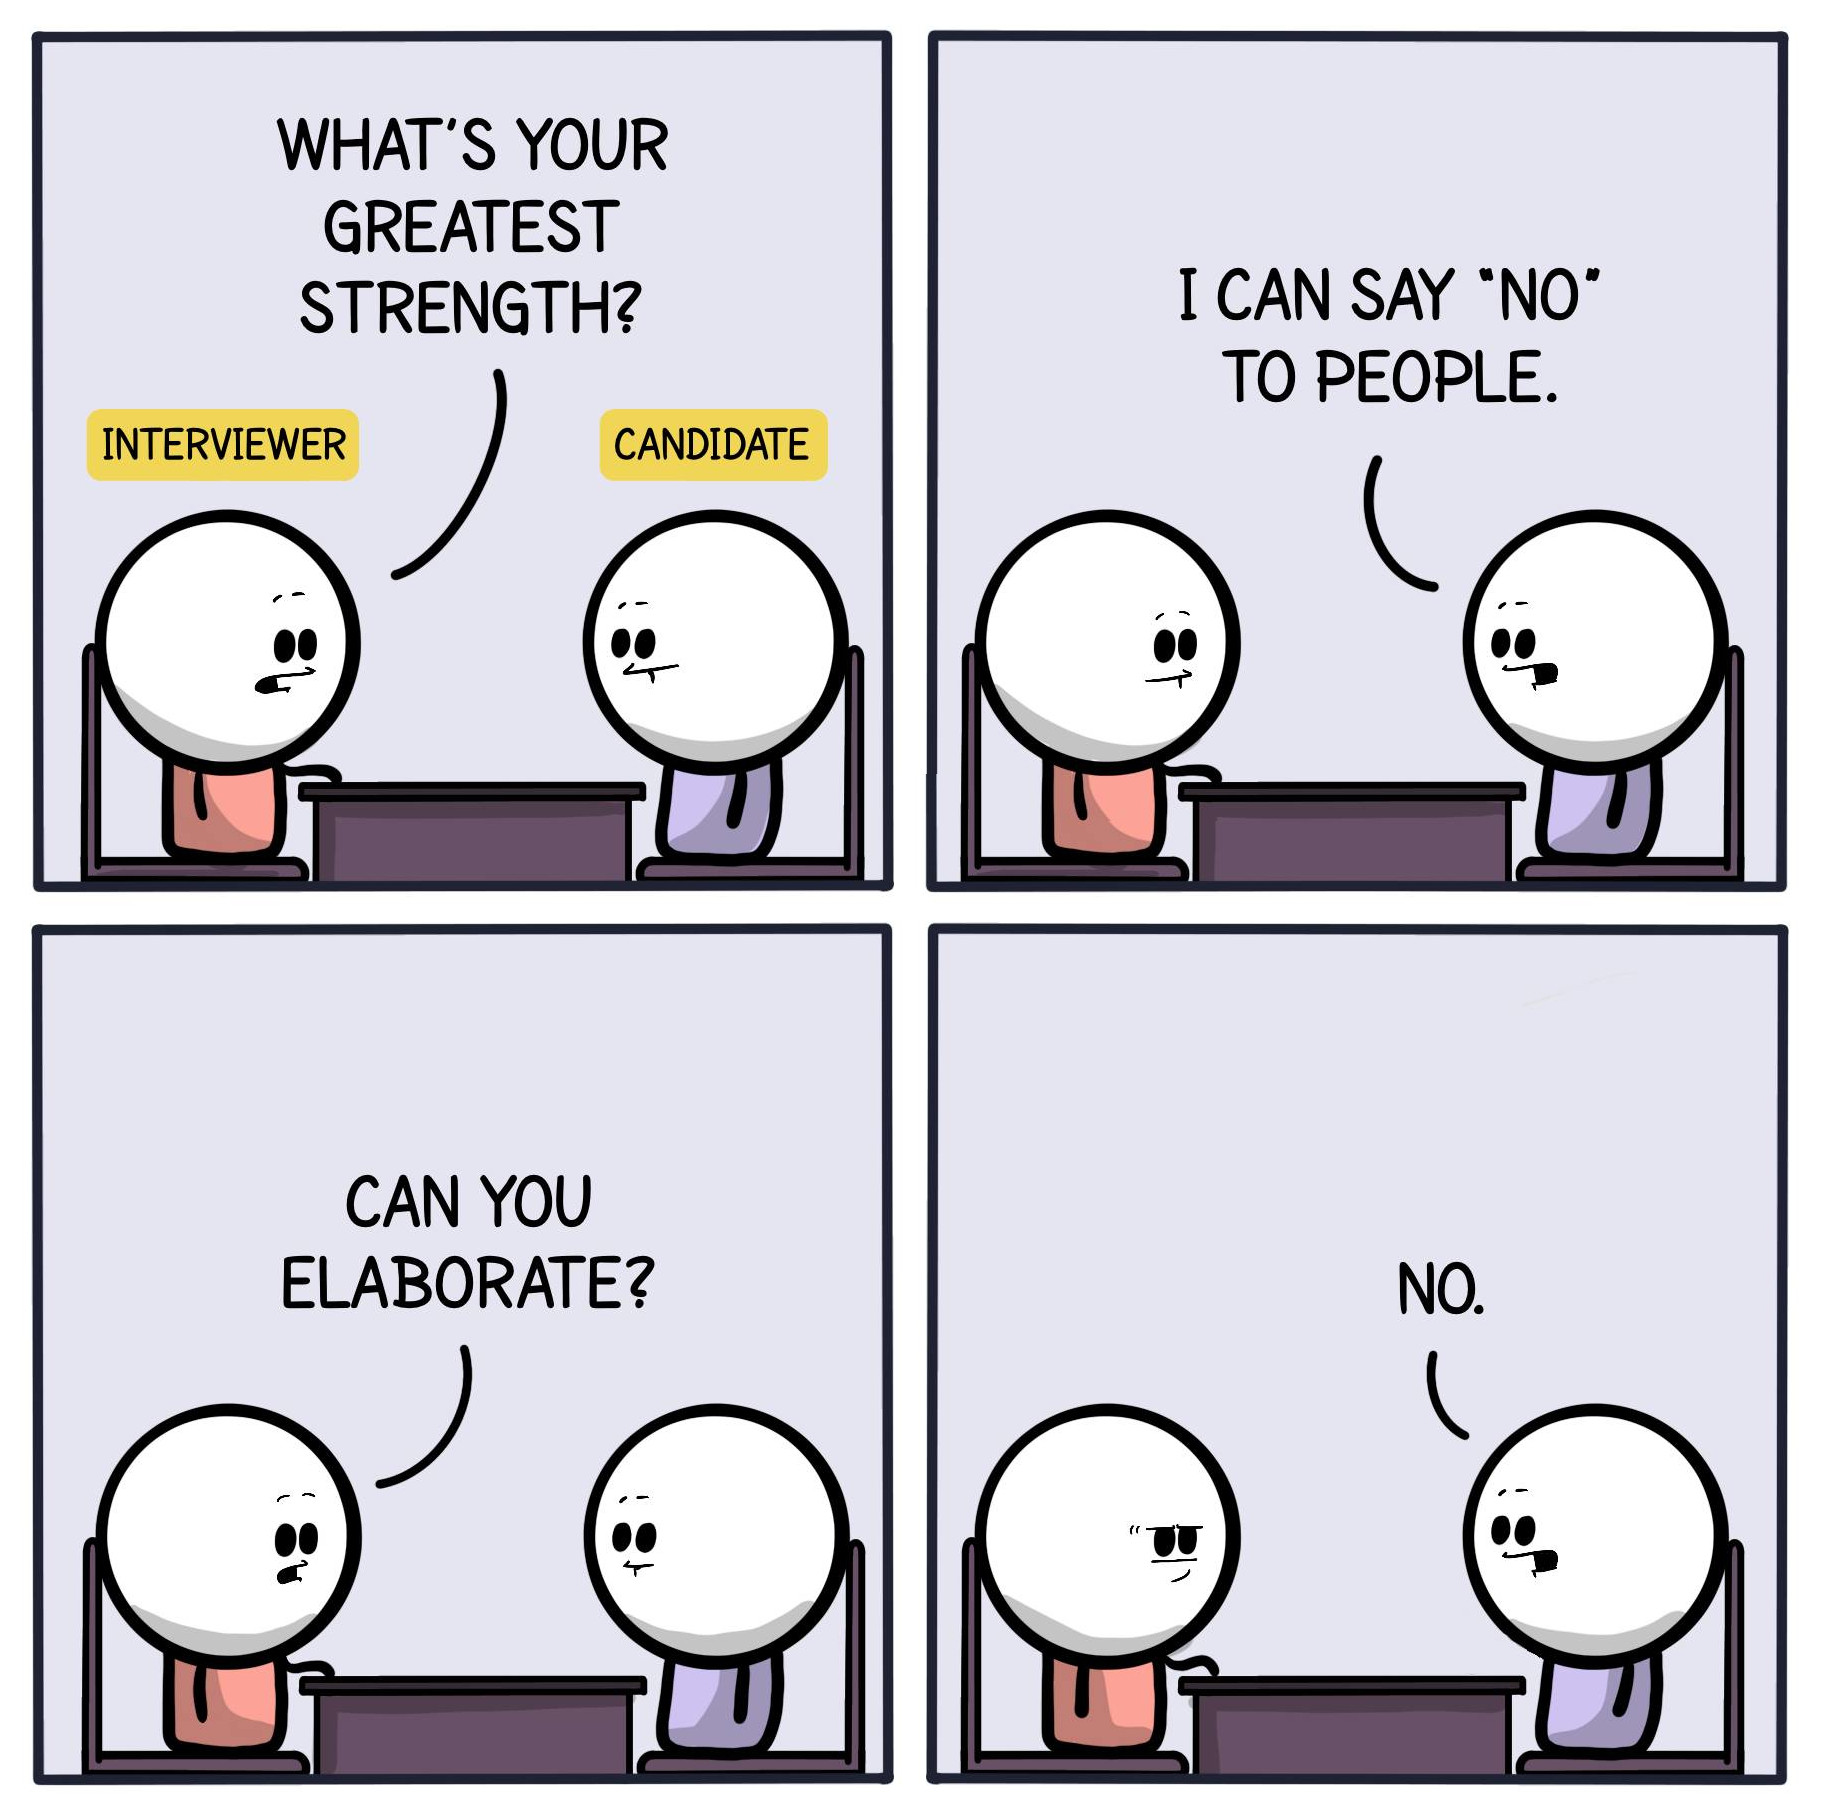 WHAT'S YOUR
GREATEST
STRENGTH?
INTERVIEWER
CANDIDATE
I CAN SAY "NO"
TO PEOPLE.
CAN YOU
ELABORATE?
NO.